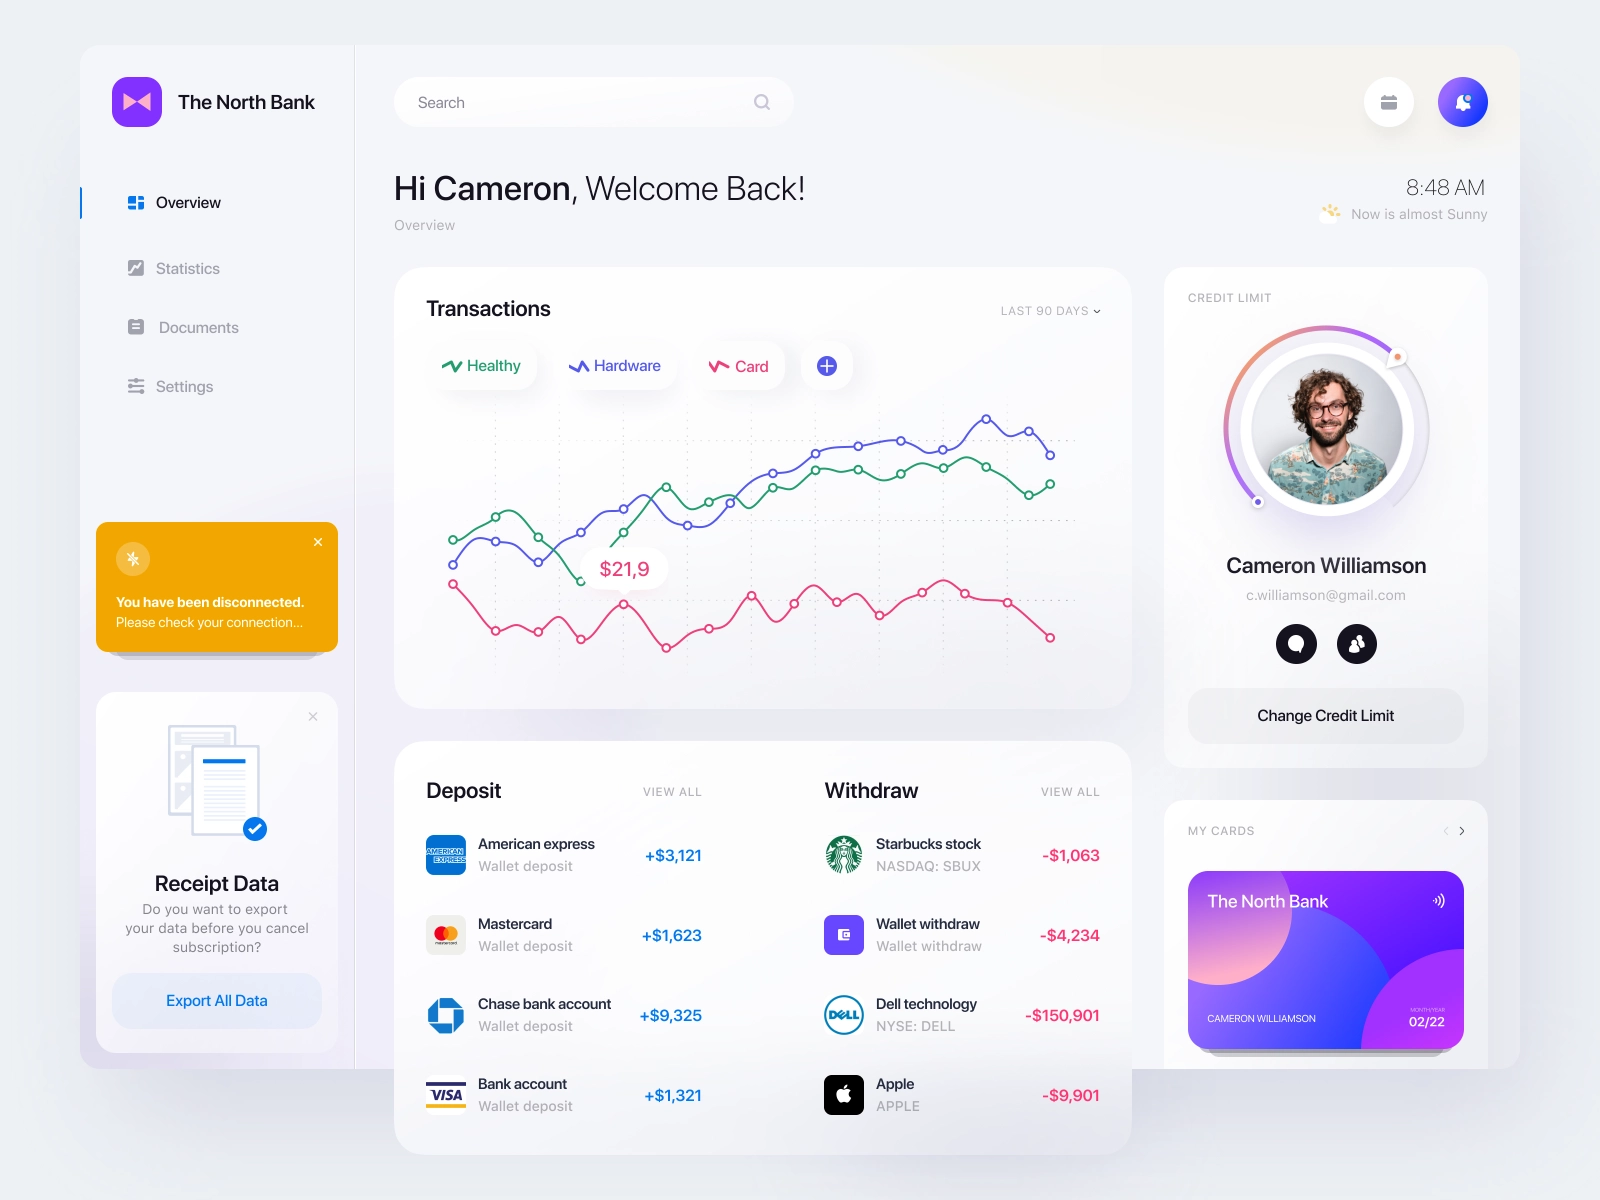 The North Bank
Search
Overview
Statistics
Documents
Settings
Hi Cameron, Welcome Back!
Overview
8:48 AM
Now is almost Sunny
You have been disconnected.
Please check your connection...
Receipt Data
Do you want to export
your data before you cancel
subscription?
Export All Data
Transactions
LAST 90 DAYS
Healthy
Hardware
Card
$21,9
CREDIT LIMIT
Cameron Williamson
c.williamson@gmail.com
Change Credit Limit
Deposit
VIEW ALL
AMERICAN
EXPRESS
American express
Wallet deposit
+$3,121
mastercard
Mastercard
Wallet deposit
+$1,623
Chase bank account
Wallet deposit
+$9,325
VISA
Bank account
Wallet deposit
+$1,321
Withdraw
VIEW ALL
Starbucks stock
NASDAQ: SBUX
-$1,063
Wallet withdraw
Wallet withdraw
-$4,234
DELL
Dell technology
NYSE: DELL
-$150,901
Apple
APPLE
-$9,901
MY CARDS
The North Bank
CAMERON WILLIAMSON
MONTH/YEAR
02/22